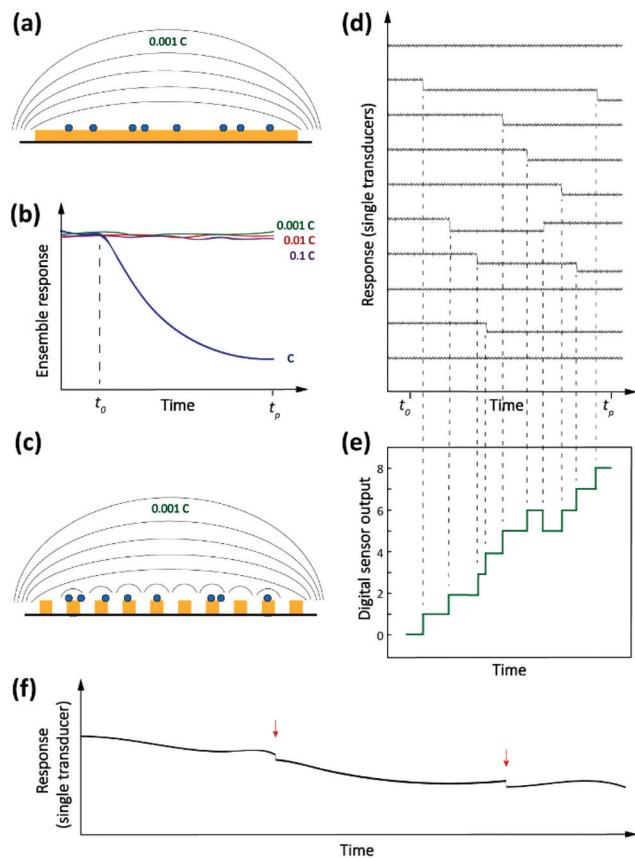 (a)
0.001 C
(b)
Ensemble response
0.001 C
0.01 C
0.1 C
C
t0
Time
tp
(c)
0.001 C
(d)
Response (single transducers)
t0
Time
tp
(e)
Digital sensor output
8
6
4
2
0
Time
(f)
Response
(single transducer)
Time